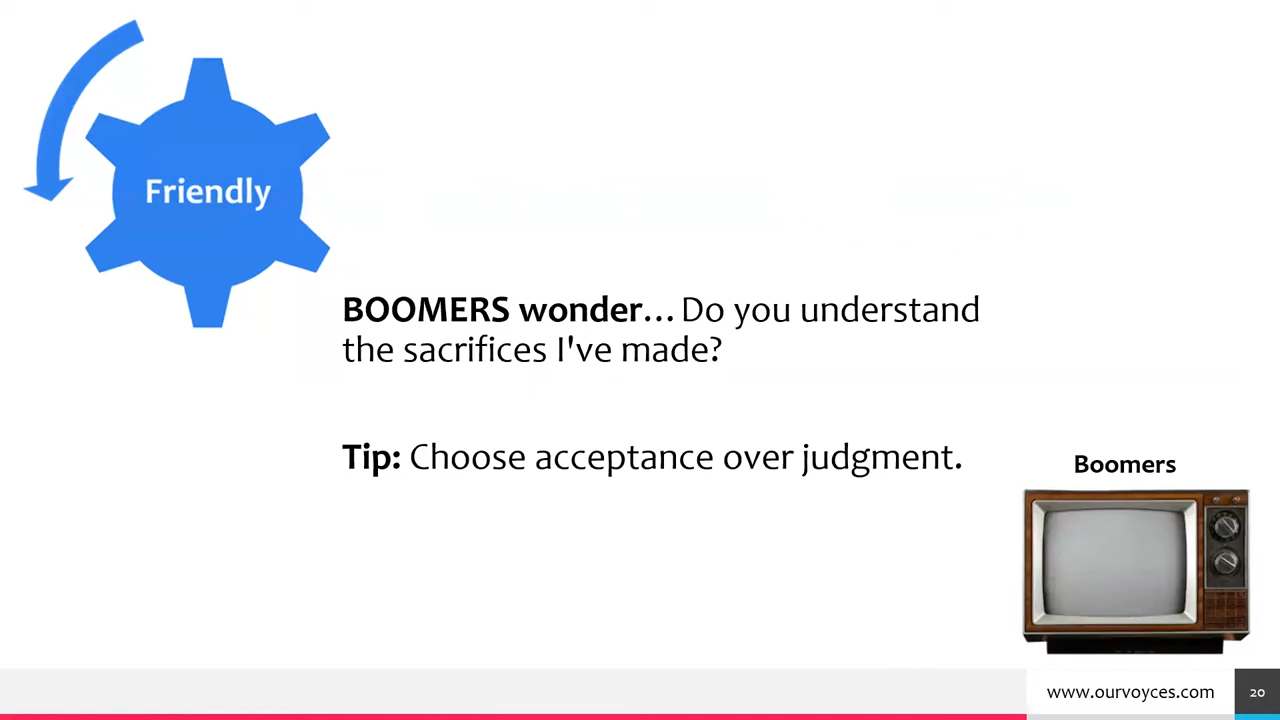 Friendly
BOOMERS wonder... Do you understand
the sacrifices I've made?
Tip: Choose acceptance over judgment.
Boomers
www.ourvoyces.com
20